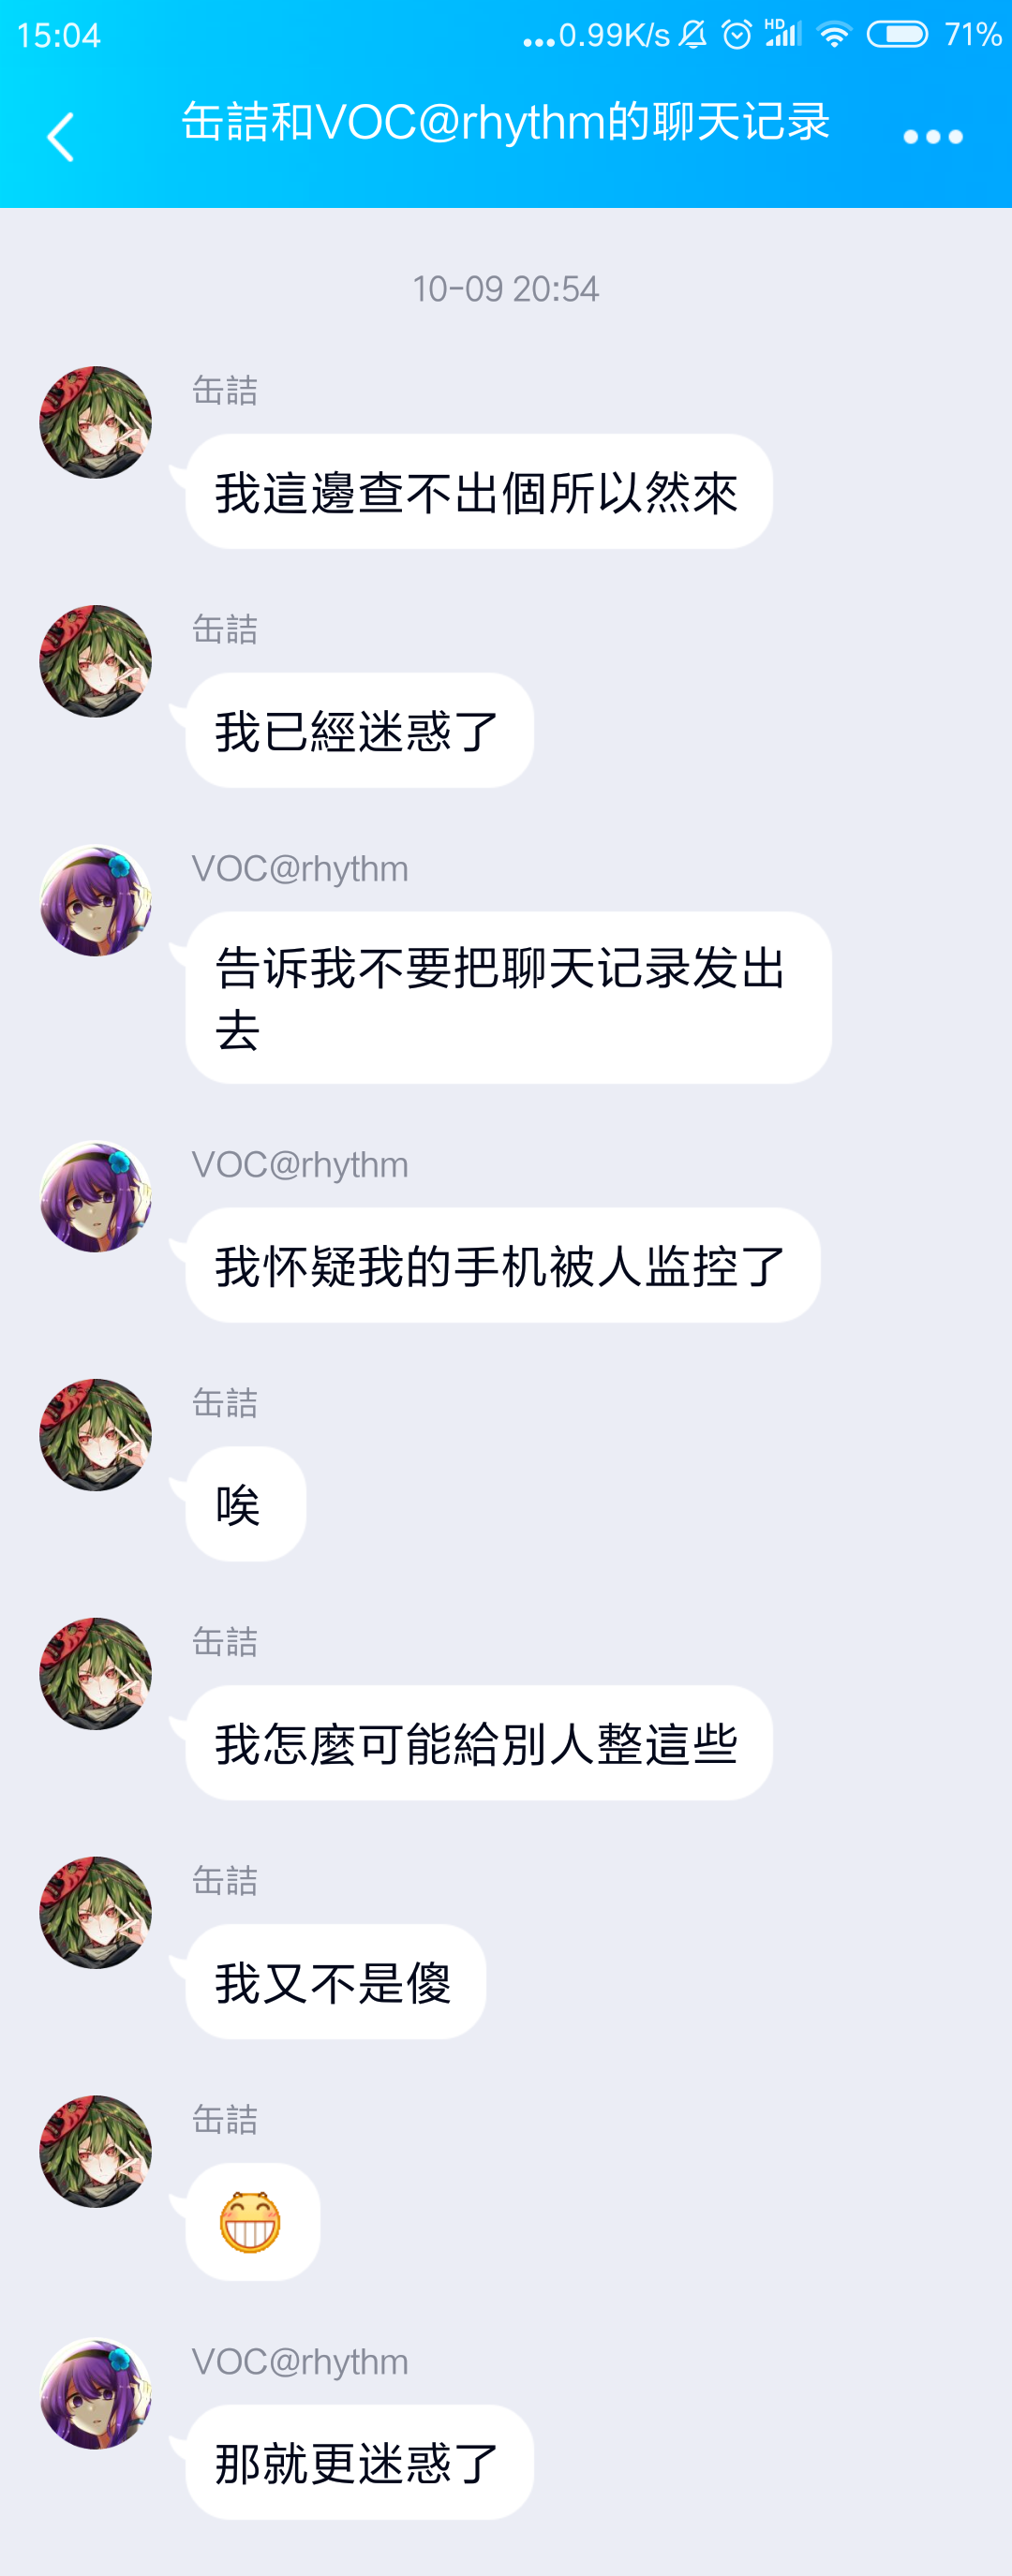 15:04
...0.99K/s HD 71%
缶詰和VOC@rhythm的聊天记录
10-09 20:54
缶詰
我這邊查不出個所以然來
缶詰
我已經迷惑了
VOC@rhythm
告诉我不要把聊天记录发出
去
VOC@rhythm
我怀疑我的手机被人监控了
缶詰
唉
缶詰
我怎麼可能給別人整這些
缶詰
我又不是傻
缶詰
VOC@rhythm
那就更迷惑了